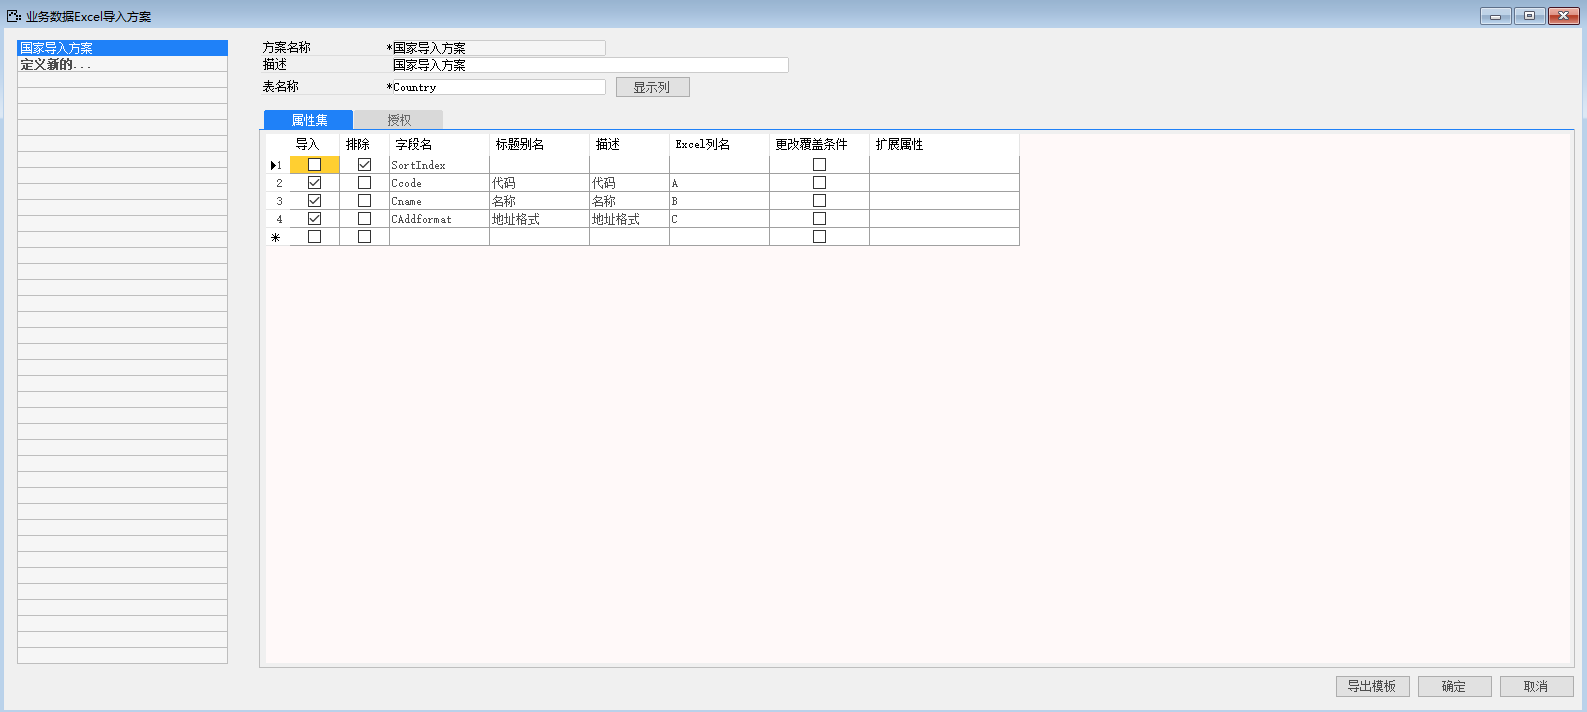 业务数据Excel导入方案
国家导入方案
定义新的...
方案名称 *国家导入方案
描述 国家导入方案
表名称 *Country 显示列
属性集 授权
导入 排除 字段名 标题别名 描述 Excel列名 更改覆盖条件 扩展属性
1 SortIndex
2 Ccode 代码 代码 A
3 Cname 名称 名称 B
4 CAddformat 地址格式 地址格式 C
*
导出模板 确定 取消